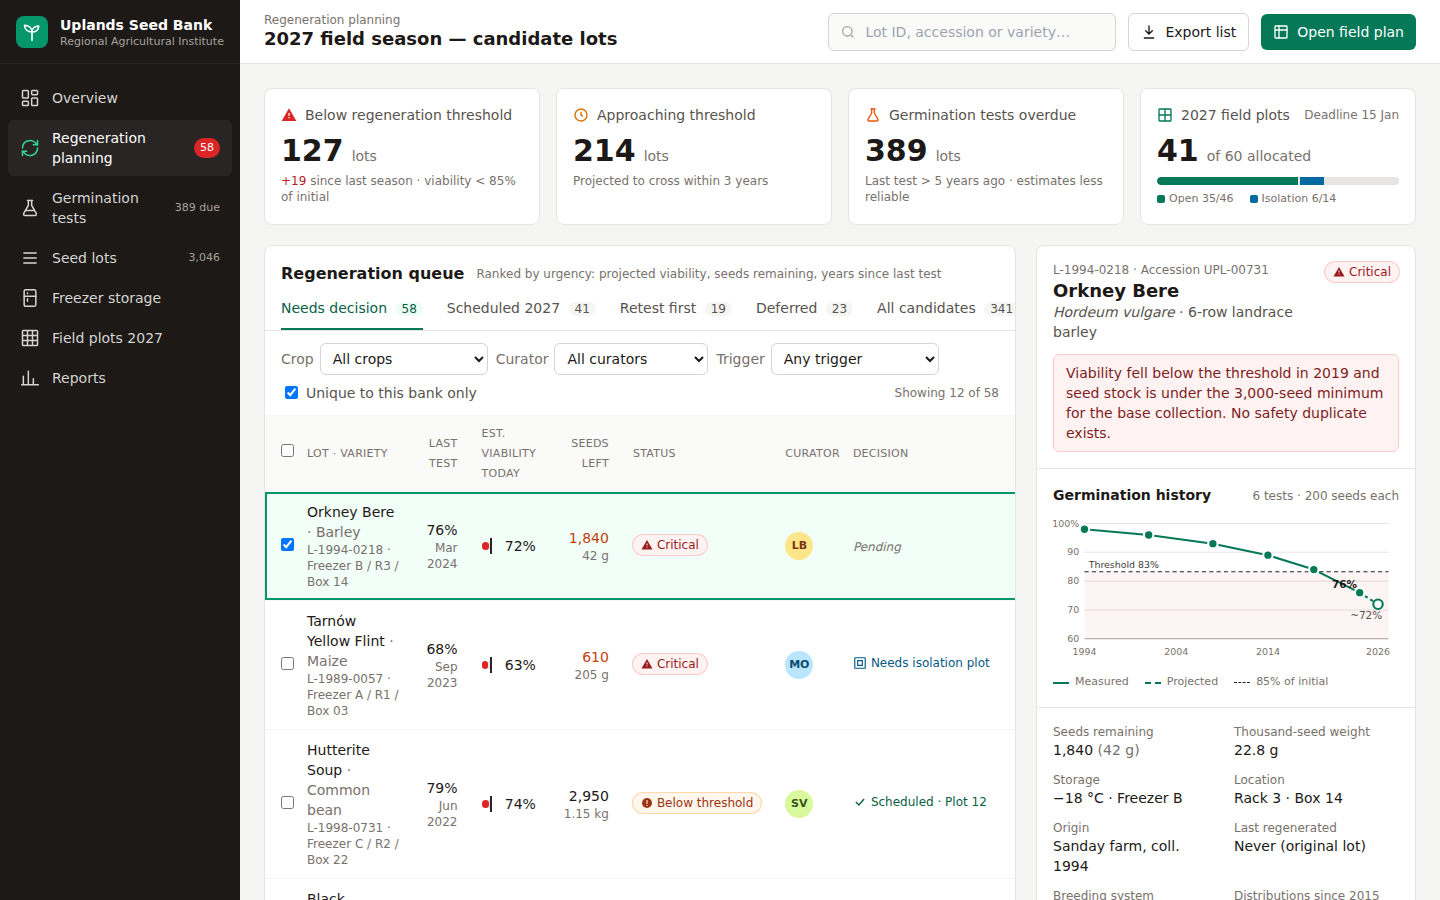 Uplands Seed Bank
Regional Agricultural Institute
Overview
Regeneration
planning
58
Germination
tests
389 due
Seed lots
3,046
Freezer storage
Field plots 2027
Reports
Regeneration planning
2027 field season — candidate lots
Lot ID, accession or variety…
Export list
Open field plan
Below regeneration threshold
127 lots
+19 since last season · viability < 85%
of initial
Approaching threshold
214 lots
Projected to cross within 3 years
Germination tests overdue
389 lots
Last test > 5 years ago · estimates less
reliable
2027 field plots
Deadline 15 Jan
41 of 60 allocated
Open 35/46
Isolation 6/14
Regeneration queue
Ranked by urgency: projected viability, seeds remaining, years since last test
Needs decision 58
Scheduled 2027 41
Retest first 19
Deferred 23
All candidates 341
Crop
All crops
Curator
All curators
Trigger
Any trigger
Unique to this bank only
Showing 12 of 58
LOT · VARIETY
LAST
TEST
EST.
VIABILITY
TODAY
SEEDS
LEFT
STATUS
CURATOR
DECISION
Orkney Bere
· Barley
L-1994-0218 ·
Freezer B / R3 /
Box 14
76%
Mar
2024
72%
1,840
42 g
Critical
LB
Pending
Tarnów
Yellow Flint ·
Maize
L-1989-0057 ·
Freezer A / R1 /
Box 03
68%
Sep
2023
63%
610
205 g
Critical
MO
Needs isolation plot
Hutterite
Soup ·
Common
bean
L-1998-0731 ·
Freezer C / R2 /
Box 22
79%
Jun
2022
74%
2,950
1.15 kg
Below threshold
SV
Scheduled · Plot 12
Black
L-1994-0218 · Accession UPL-00731
Critical
Orkney Bere
Hordeum vulgare · 6-row landrace
barley
Viability fell below the threshold in 2019 and
seed stock is under the 3,000-seed minimum
for the base collection. No safety duplicate
exists.
Germination history
6 tests · 200 seeds each
100%
90
80
70
60
Threshold 83%
76%
~72%
1994
2004
2014
2026
Measured
Projected
85% of initial
Seeds remaining
1,840 (42 g)
Thousand-seed weight
22.8 g
Storage
−18 °C · Freezer B
Location
Rack 3 · Box 14
Origin
Sanday farm, coll.
1994
Last regenerated
Never (original lot)
Breeding system
Distributions since 2015